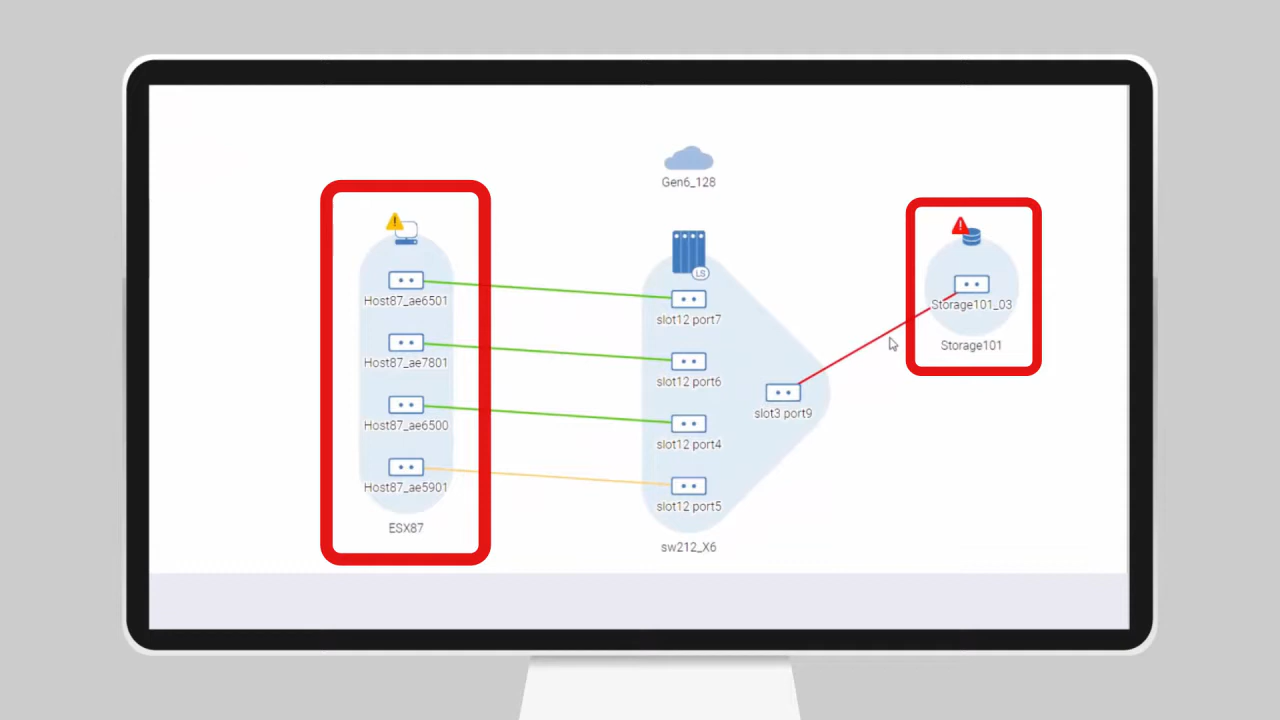 Gen6_128
LS
Host87_ae6501
Host87_ae7801
Host87_ae6500
Host87_ae5901
ESX87
slot12 port7
slot12 port6
slot12 port4
slot12 port5
sw212_X6
slot3 port9
Storage101_03
Storage101